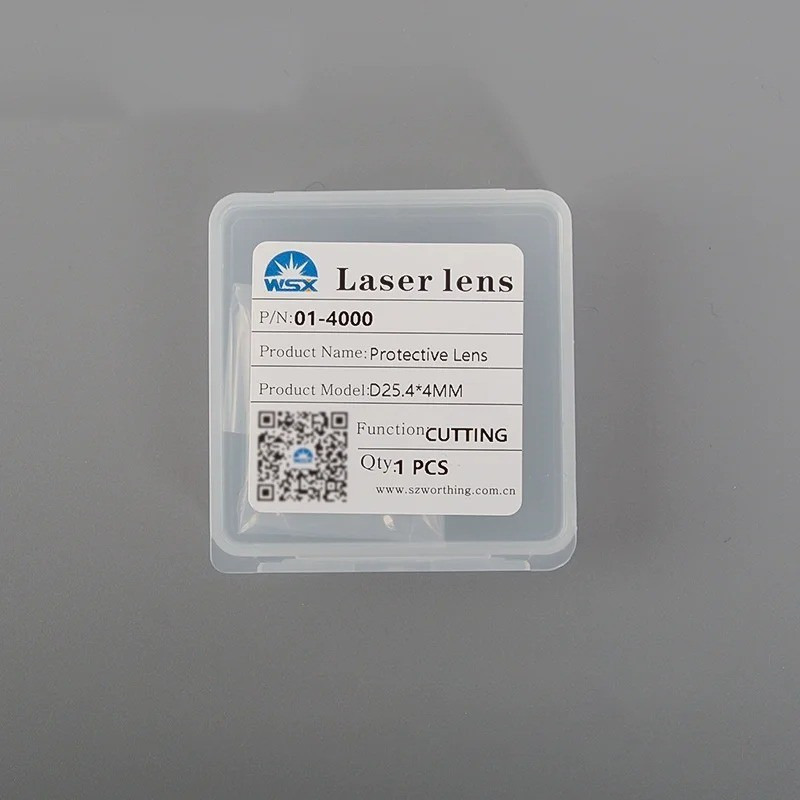 WSX Laser lens
P/N:01-4000
Product Name:Protective Lens
Product Model:D25.4*4MM
Function:CUTTING
Qty:1 PCS
www.szworthing.com.cn